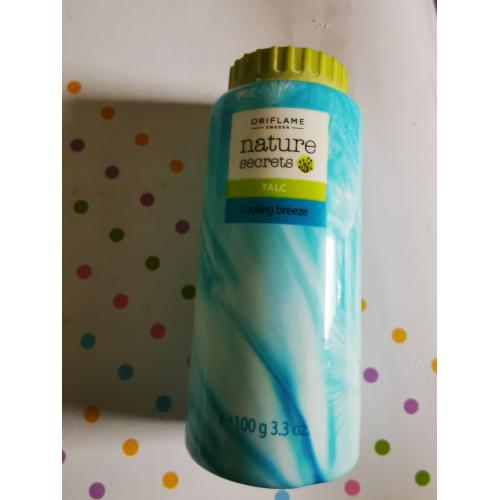 ORIFLAME
SWEDEN
nature
secrets
TALC
cooling breeze
100 g 3.3 oz.